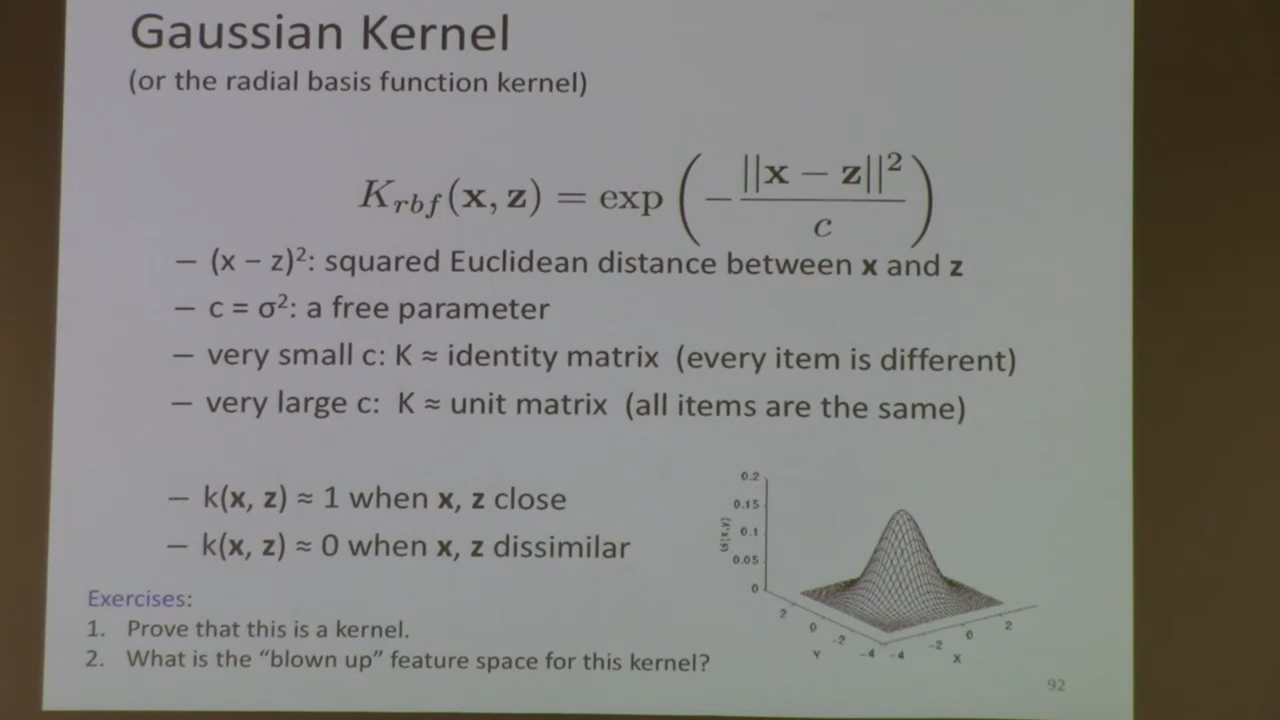 Gaussian Kernel
(or the radial basis function kernel)
K_{rbf}(x, z) = exp ( − ||x − z||² / c )
– (x − z)²: squared Euclidean distance between x and z
– c = σ²: a free parameter
– very small c: K ≈ identity matrix (every item is different)
– very large c: K ≈ unit matrix (all items are the same)
– k(x, z) ≈ 1 when x, z close
– k(x, z) ≈ 0 when x, z dissimilar
0.2
0.15
0.1
0.05
0
2
0
-2
-4
Y
-4
-2
0
2
X
Exercises:
1. Prove that this is a kernel.
2. What is the “blown up” feature space for this kernel?
92